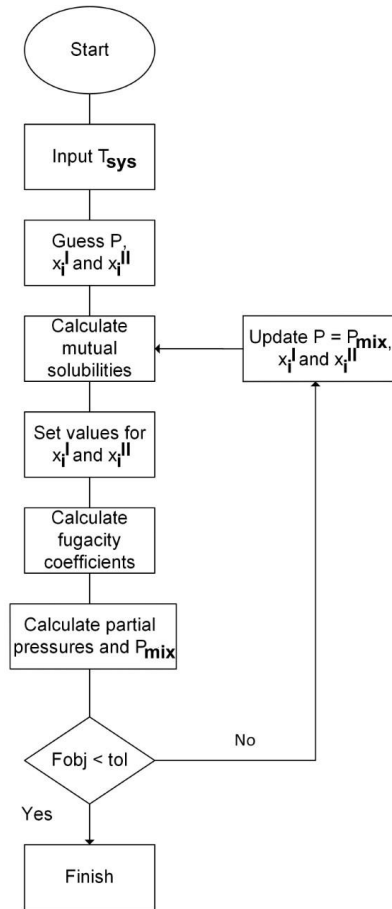 Start
Input Tsys
Guess P,
xiI and xiII
Calculate
mutual
solubilities
Update P = Pmix,
xiI and xiII
Set values for
xiI and xiII
Calculate
fugacity
coefficients
Calculate partial
pressures and Pmix
Fobj < tol
No
Yes
Finish